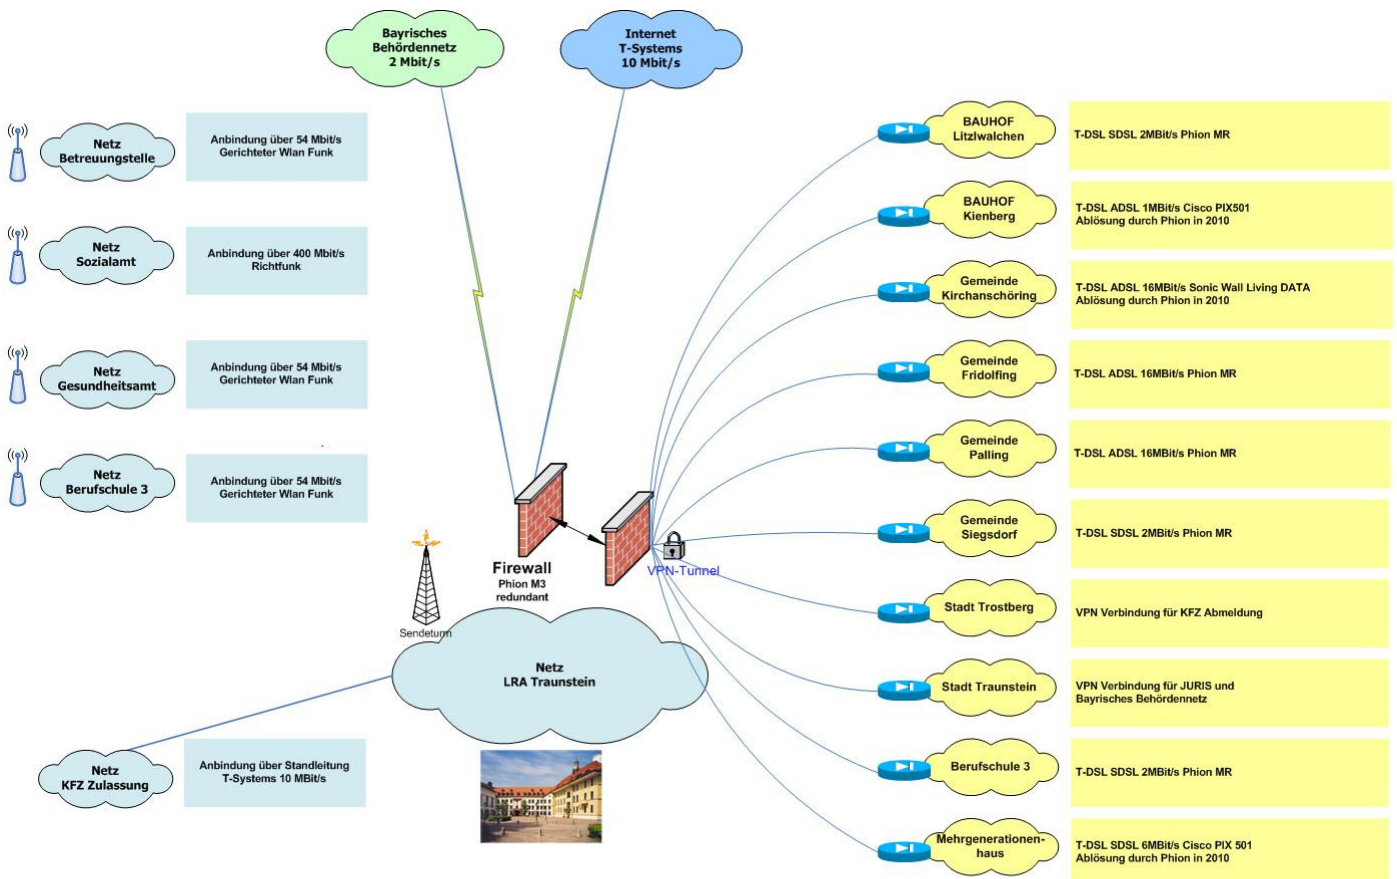 Bayrisches
Behördennetz
2 Mbit/s
Internet
T-Systems
10 Mbit/s
Netz
Betreuungstelle
Anbindung über 54 Mbit/s
Gerichteter Wlan Funk
Netz
Sozialamt
Anbindung über 400 Mbit/s
Richtfunk
Netz
Gesundheitsamt
Anbindung über 54 Mbit/s
Gerichteter Wlan Funk
Netz
Berufschule 3
Anbindung über 54 Mbit/s
Gerichteter Wlan Funk
Firewall
Phion M3
redundant
VPN-Tunnel
Sendeturm
Netz
LRA Traunstein
Netz
KFZ Zulassung
Anbindung über Standleitung
T-Systems 10 MBit/s
BAUHOF
Litzlwalchen
T-DSL SDSL 2MBit/s Phion MR
BAUHOF
Kienberg
T-DSL ADSL 1MBit/s Cisco PIX501
Ablösung durch Phion in 2010
Gemeinde
Kirchanschöring
T-DSL ADSL 16MBit/s Sonic Wall Living DATA
Ablösung durch Phion in 2010
Gemeinde
Fridolfing
T-DSL ADSL 16MBit/s Phion MR
Gemeinde
Palling
T-DSL ADSL 16MBit/s Phion MR
Gemeinde
Siegsdorf
T-DSL SDSL 2MBit/s Phion MR
Stadt Trostberg
VPN Verbindung für KFZ Abmeldung
Stadt Traunstein
VPN Verbindung für JURIS und
Bayrisches Behördennetz
Berufschule 3
T-DSL SDSL 2MBit/s Phion MR
Mehrgenerationen-
haus
T-DSL SDSL 6MBit/s Cisco PIX 501
Ablösung durch Phion in 2010